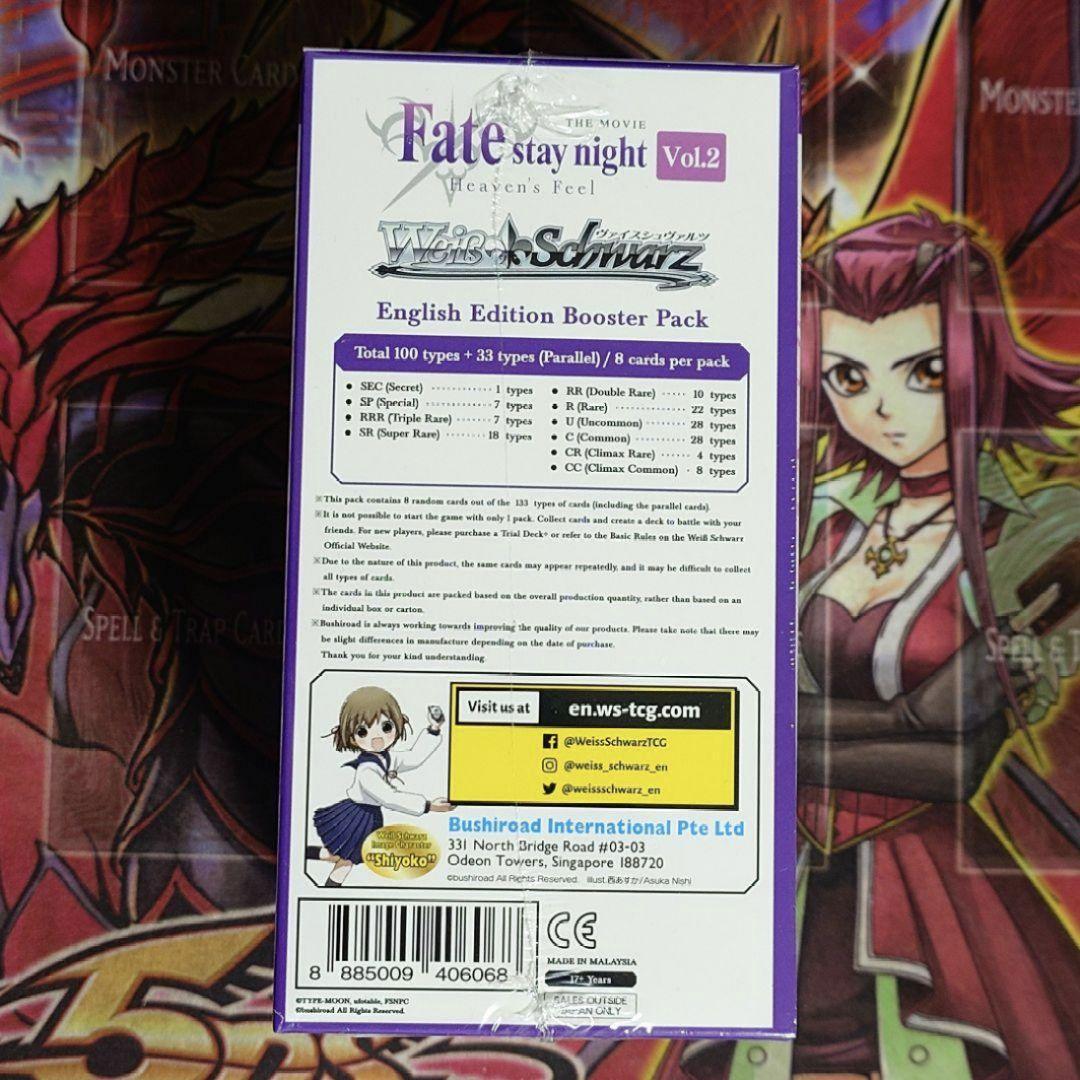 MONSTER CARD
MONSTE
THE MOVIE
Fate stay night Vol.2
Heaven's Feel
ヴァイスシュヴァルツ
Weiß Schwarz
English Edition Booster Pack
Total 100 types + 33 types (Parallel) / 8 cards per pack
• SEC (Secret) ············ 1 types
• SP (Special) ·············· 7 types
• RRR (Triple Rare) ······ 7 types
• SR (Super Rare) ········ 18 types
• RR (Double Rare) ····· 10 types
• R (Rare) ··············· 22 types
• U (Uncommon) ········ 28 types
• C (Common) ··········· 28 types
• CR (Climax Rare) ······ 4 types
• CC (Climax Common) · 8 types
※This pack contains 8 random cards out of the 133 types of cards (including the parallel cards).
※It is not possible to start the game with only 1 pack. Collect cards and create a deck to battle with your
friends. For new players, please purchase a Trial Deck+ or refer to the Basic Rules on the Weiß Schwarz
Official Website.
※Due to the nature of this product, the same cards may appear repeatedly, and it may be difficult to collect
all types of cards.
※The cards in this product are packed based on the overall production quantity, rather than based on an
individual box or carton.
※Bushiroad is always working towards improving the quality of our products. Please take note that there may
be slight differences in manufacture depending on the date of purchase.
Thank you for your kind understanding.
SPELL & TRAP CARD
SPELL &
Visit us at en.ws-tcg.com
@WeissSchwarzTCG
@weiss_schwarz_en
@weissschwarz_en
Weiß Schwarz
Image Character
"Shiyoko"
Bushiroad International Pte Ltd
331 North Bridge Road #03-03
Odeon Towers, Singapore 188720
©bushiroad All Rights Reserved. illust.西あすか/Asuka Nishi
8 885009 406068
CE
MADE IN MALAYSIA
17+ Years
SALES OUTSIDE
JAPAN ONLY
©TYPE-MOON, ufotable, FSNPC
©bushiroad All Rights Reserved.
5D's